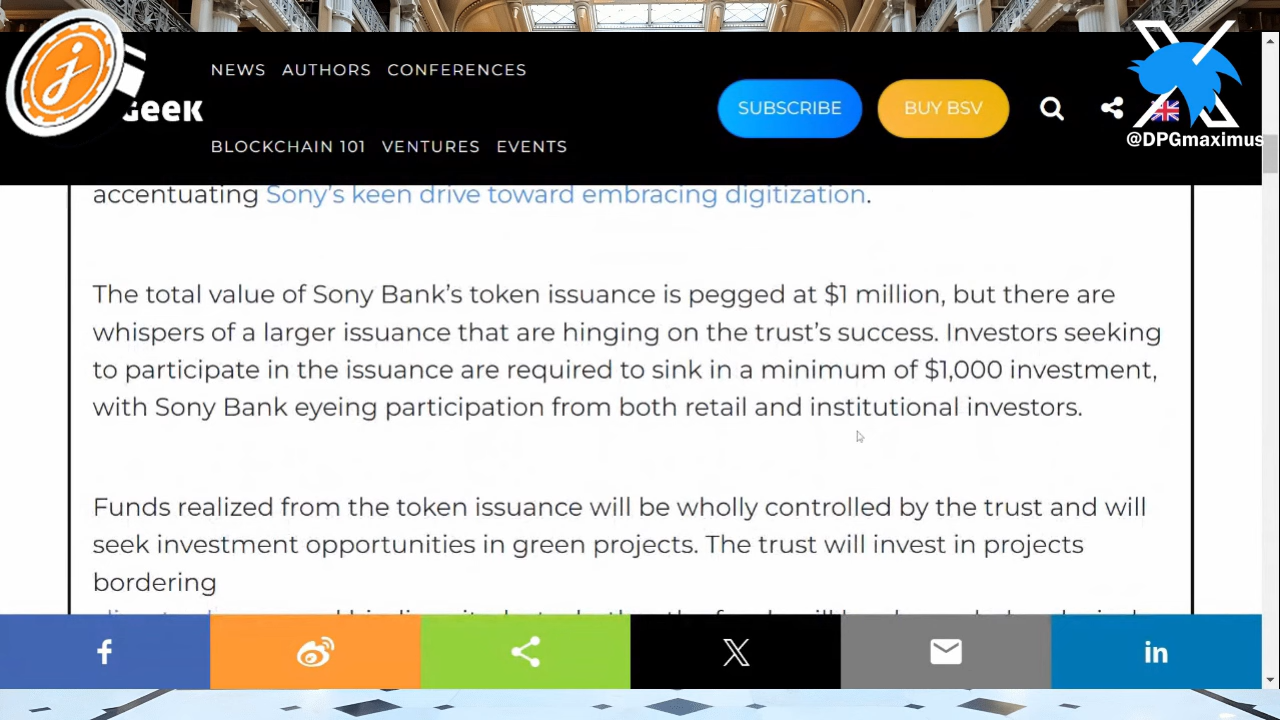 NEWS AUTHORS CONFERENCES
Geek
SUBSCRIBE
BUY BSV
BLOCKCHAIN 101 VENTURES EVENTS
@DPGmaximus
accentuating Sony's keen drive toward embracing digitization.
The total value of Sony Bank's token issuance is pegged at $1 million, but there are
whispers of a larger issuance that are hinging on the trust's success. Investors seeking
to participate in the issuance are required to sink in a minimum of $1,000 investment,
with Sony Bank eyeing participation from both retail and institutional investors.
Funds realized from the token issuance will be wholly controlled by the trust and will
seek investment opportunities in green projects. The trust will invest in projects
bordering